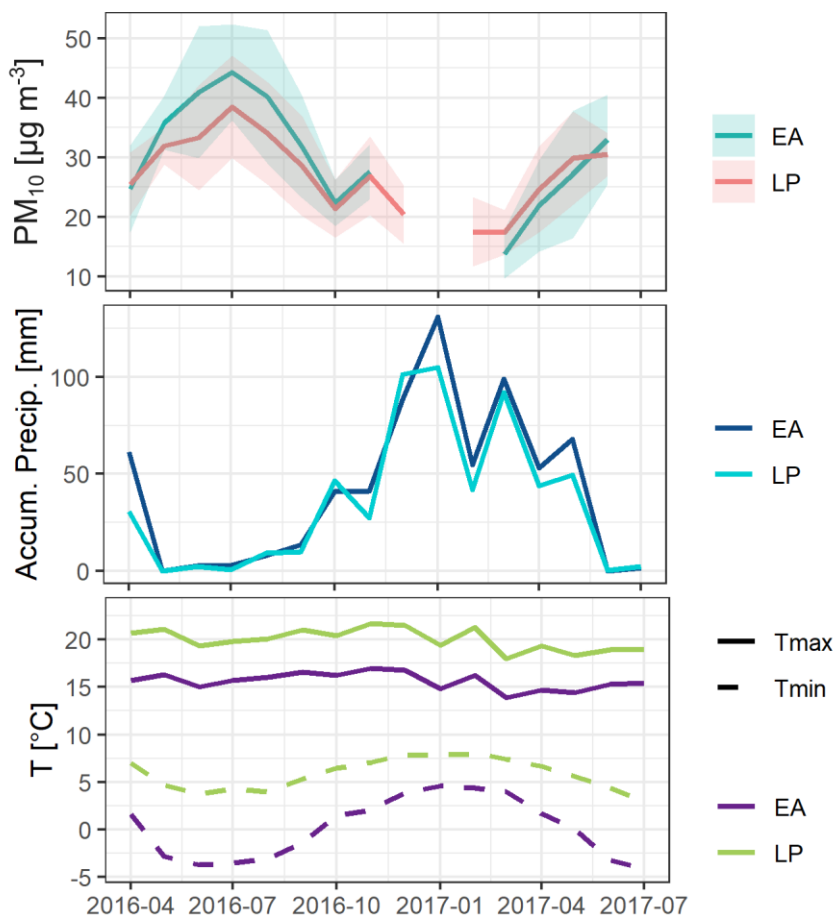 PM₁₀ [µg m⁻³]
50
40
30
20
10
EA
LP
Accum. Precip. [mm]
100
50
0
EA
LP
T [°C]
20
15
10
5
0
-5
Tmax
Tmin
EA
LP
2016-04 2016-07 2016-10 2017-01 2017-04 2017-07